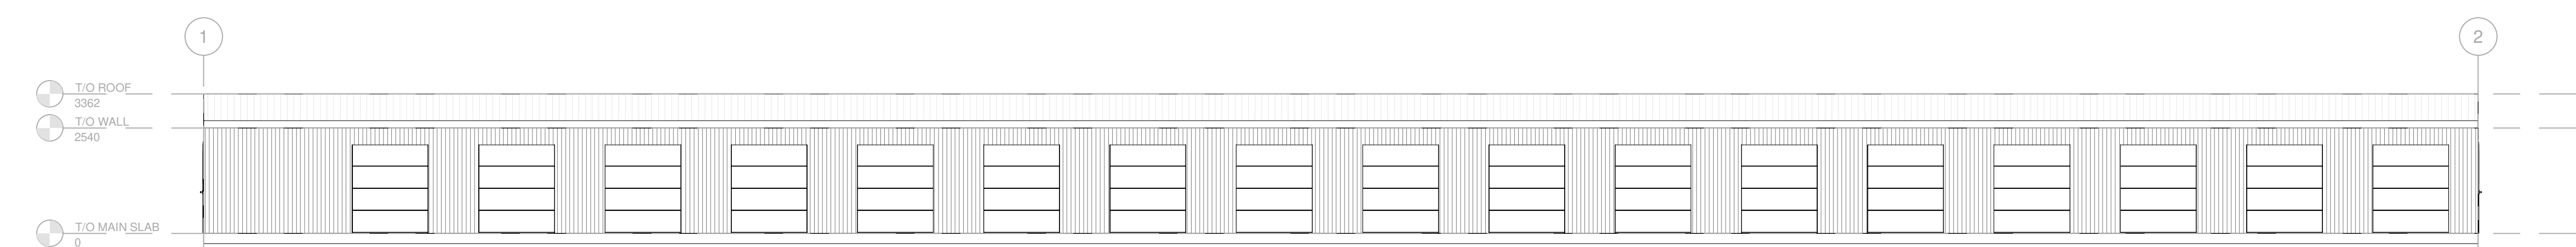 1
2
T/O ROOF
3362
T/O WALL
2540
T/O MAIN SLAB
0